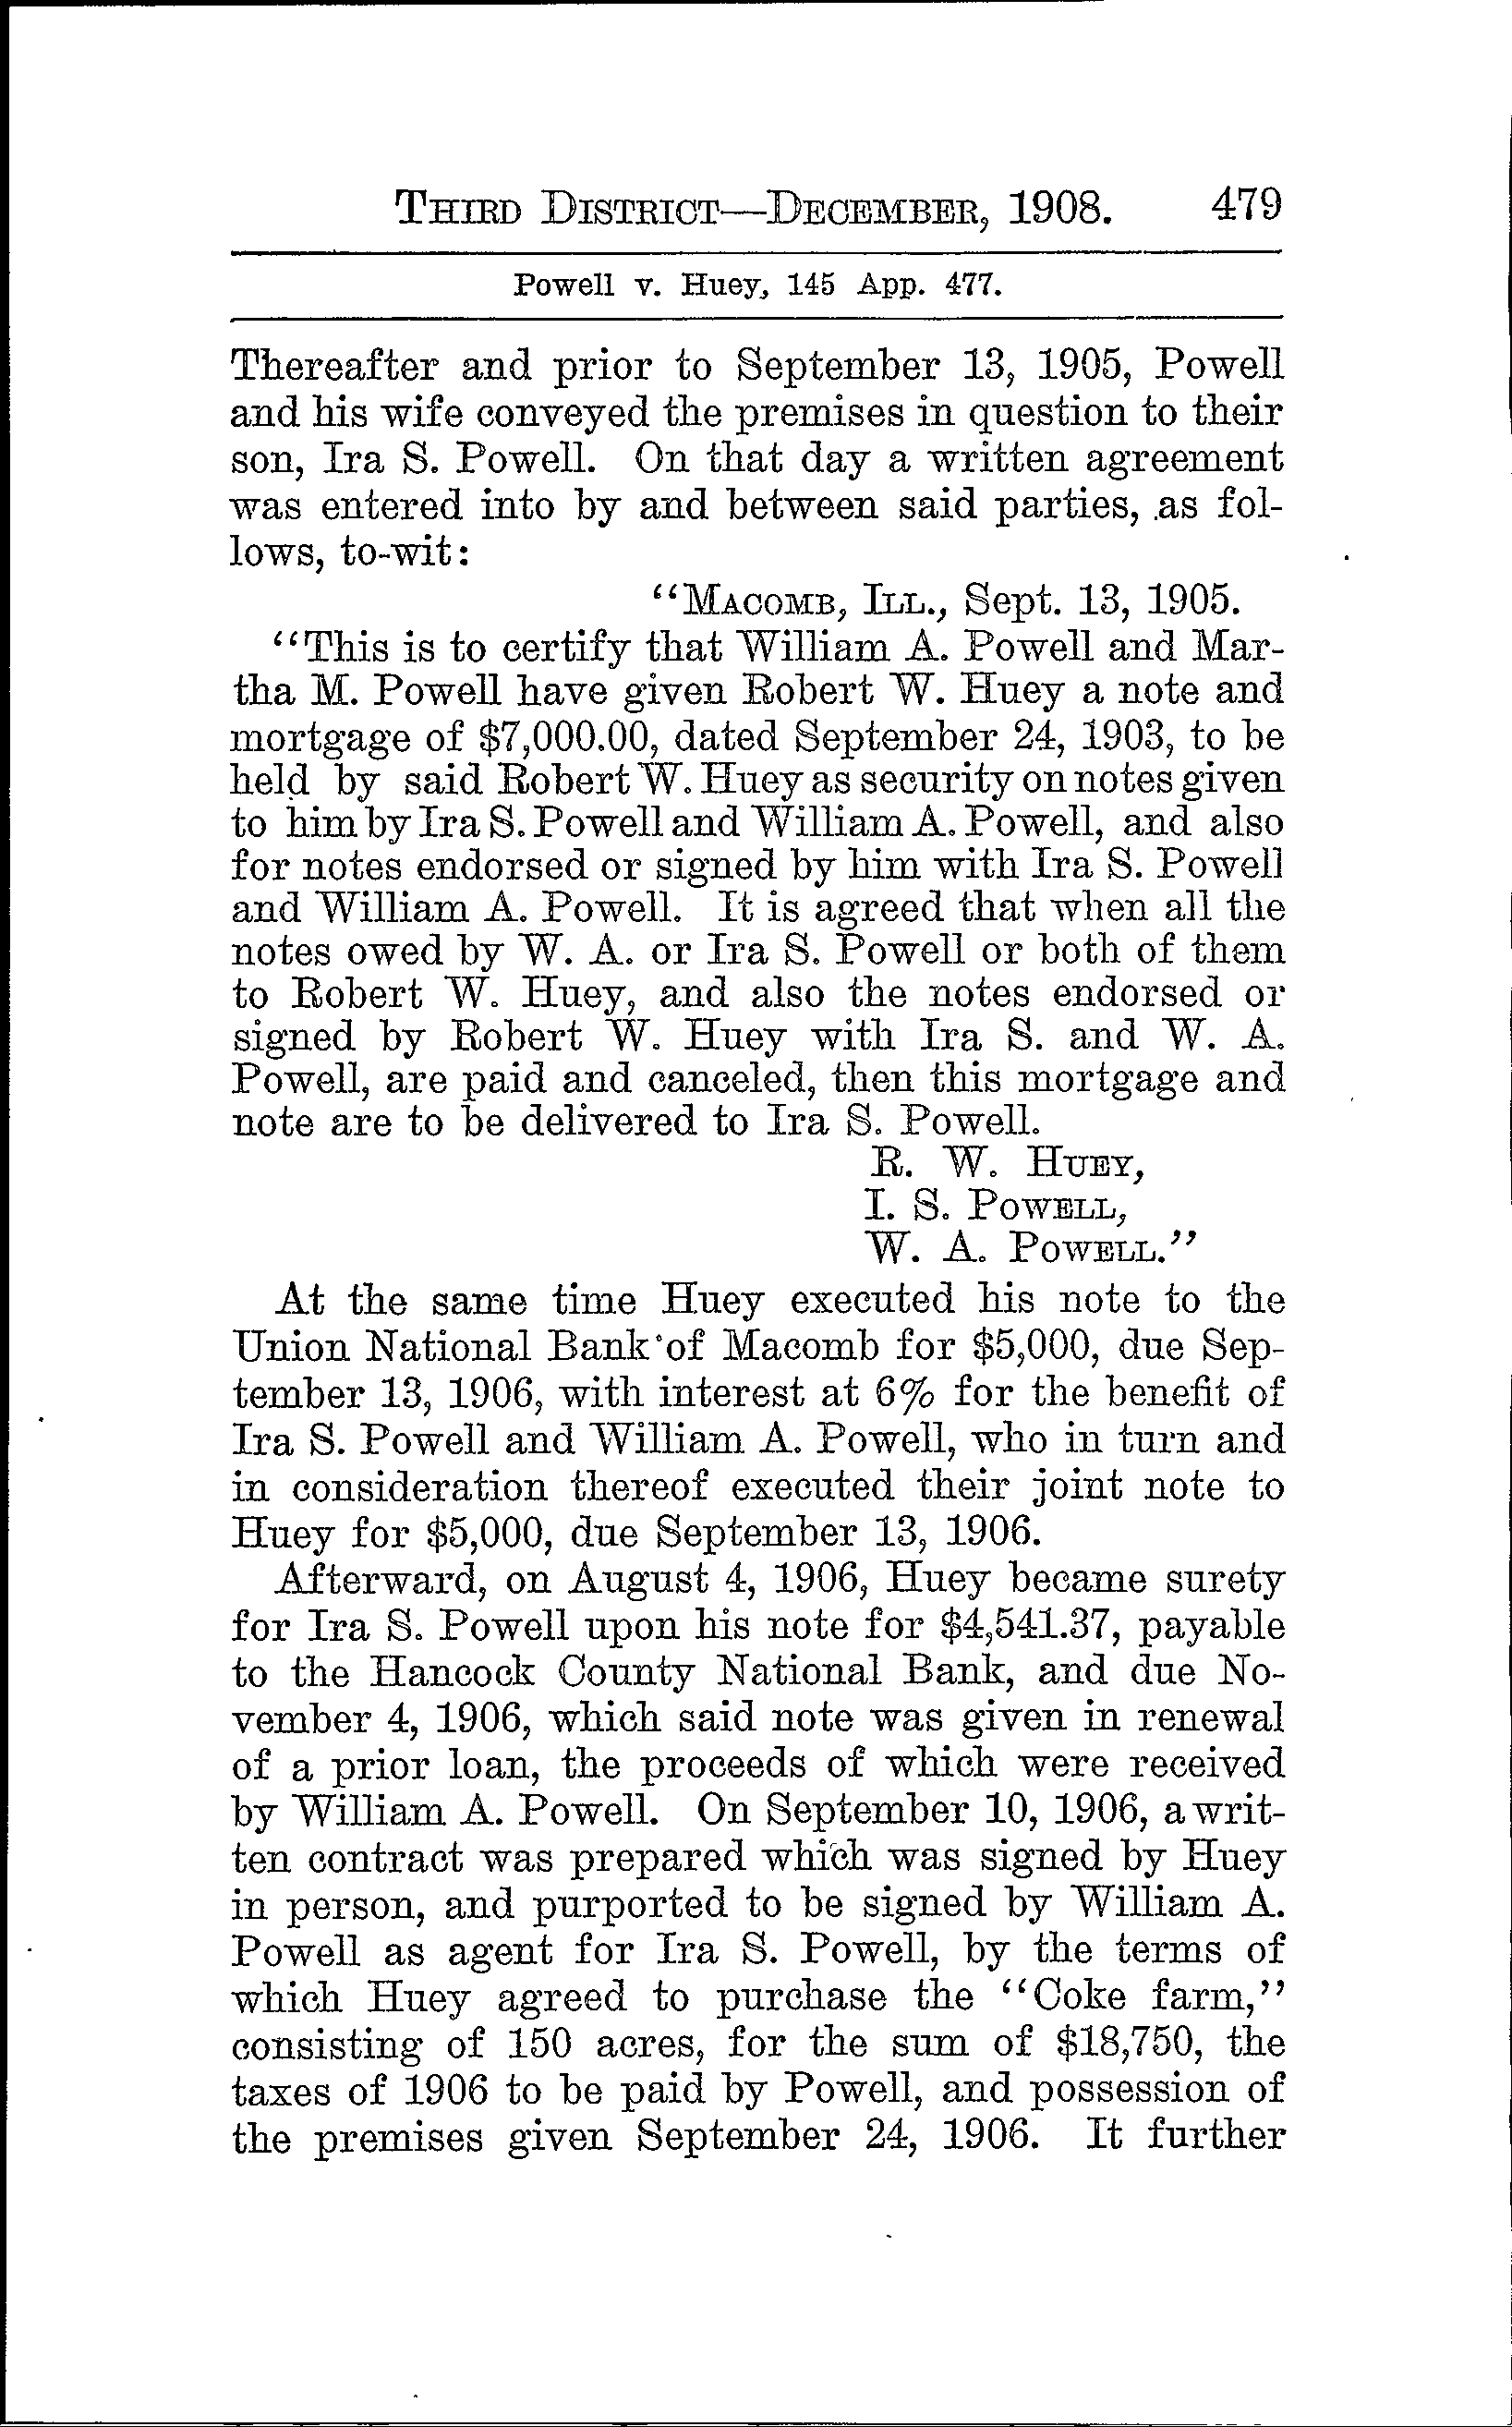 THIRD DISTRICT—DECEMBER, 1908. 479
Powell v. Huey, 145 App. 477.
Thereafter and prior to September 13, 1905, Powell
and his wife conveyed the premises in question to their
son, Ira S. Powell. On that day a written agreement
was entered into by and between said parties, as fol-
lows, to-wit:
"MACOMB, ILL., Sept. 13, 1905.
"This is to certify that William A. Powell and Mar-
tha M. Powell have given Robert W. Huey a note and
mortgage of $7,000.00, dated September 24, 1903, to be
held by said Robert W. Huey as security on notes given
to him by Ira S. Powell and William A. Powell, and also
for notes endorsed or signed by him with Ira S. Powell
and William A. Powell. It is agreed that when all the
notes owed by W. A. or Ira S. Powell or both of them
to Robert W. Huey, and also the notes endorsed or
signed by Robert W. Huey with Ira S. and W. A.
Powell, are paid and canceled, then this mortgage and
note are to be delivered to Ira S. Powell.
R. W. HUEY,
I. S. POWELL,
W. A. POWELL."
At the same time Huey executed his note to the
Union National Bank of Macomb for $5,000, due Sep-
tember 13, 1906, with interest at 6% for the benefit of
Ira S. Powell and William A. Powell, who in turn and
in consideration thereof executed their joint note to
Huey for $5,000, due September 13, 1906.
Afterward, on August 4, 1906, Huey became surety
for Ira S. Powell upon his note for $4,541.37, payable
to the Hancock County National Bank, and due No-
vember 4, 1906, which said note was given in renewal
of a prior loan, the proceeds of which were received
by William A. Powell. On September 10, 1906, a writ-
ten contract was prepared which was signed by Huey
in person, and purported to be signed by William A.
Powell as agent for Ira S. Powell, by the terms of
which Huey agreed to purchase the "Coke farm,"
consisting of 150 acres, for the sum of $18,750, the
taxes of 1906 to be paid by Powell, and possession of
the premises given September 24, 1906. It further